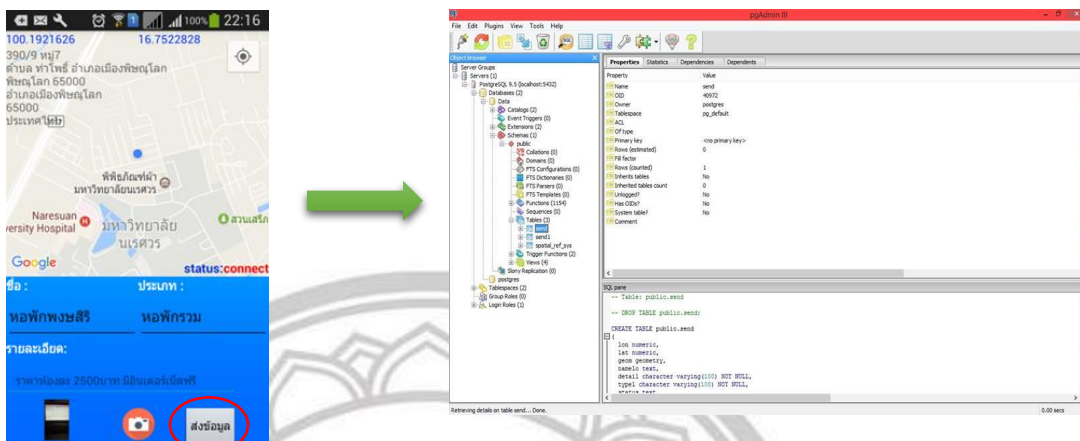 100% 22:16
100.1921626 16.7522828
390/9 หมู่7
ตำบล ท่าโพธิ์ อำเภอเมืองพิษณุโลก
พิษณุโลก 65000
อำเภอเมืองพิษณุโลก
65000
ประเทศไทย
พิพิธภัณฑ์ผ้า
มหาวิทยาลัยนเรศวร
Naresuan
versity Hospital
มหาวิทยาลัย
นเรศวร
Google
status:connect
ชื่อ : ประเภท :
หอพักพงษ์สิริ หอพักรวม
รายละเอียด:
ราคาห้องละ 2500บาท มีอินเตอร์เน็ตฟรี
ส่งข้อมูล
pgAdmin III
File Edit Plugins View Tools Help
Object browser
Server Groups
Servers (1)
PostgreSQL 9.5 (localhost:5432)
Databases (2)
Data
Catalogs (2)
Event Triggers (0)
Extensions (2)
Schemas (1)
public
Collations (0)
Domains (0)
FTS Configurations (0)
FTS Dictionaries (0)
FTS Parsers (0)
FTS Templates (0)
Functions (1154)
Sequences (0)
Tables (3)
send
send1
spatial_ref_sys
Trigger Functions (2)
Views (4)
Slony Replication (0)
postgres
Tablespaces (2)
Group Roles (0)
Login Roles (1)
Properties Statistics Dependencies Dependents
Property Value
Name send
OID 40972
Owner postgres
Tablespace pg_default
ACL
Of type
Primary key <no primary key>
Rows (estimated) 0
Fill factor
Rows (counted) 1
Inherits tables No
Inherited tables count 0
Unlogged? No
Has OIDs? No
System table? No
Comment
SQL pane
-- Table: public.send
-- DROP TABLE public.send;
CREATE TABLE public.send
(
lon numeric,
lat numeric,
geom geometry,
namelo text,
detail character varying(100) NOT NULL,
type1 character varying(100) NOT NULL,
status text,
Retrieving details on table send... Done. 0.00 secs